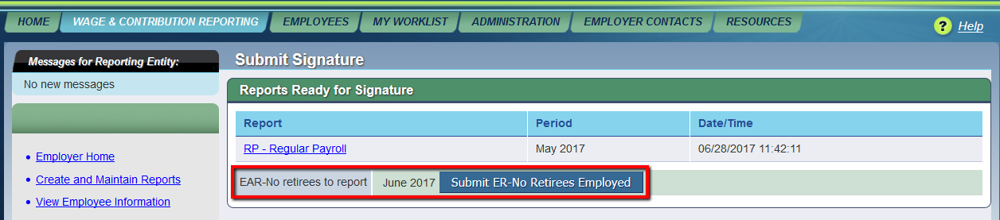 HOME WAGE & CONTRIBUTION REPORTING EMPLOYEES MY WORKLIST ADMINISTRATION EMPLOYER CONTACTS RESOURCES
? Help
Messages for Reporting Entity:
No new messages
Employer Home
Create and Maintain Reports
View Employee Information
Submit Signature
Reports Ready for Signature
Report Period Date/Time
RP - Regular Payroll May 2017 06/28/2017 11:42:11
EAR-No retirees to report June 2017 Submit ER-No Retirees Employed